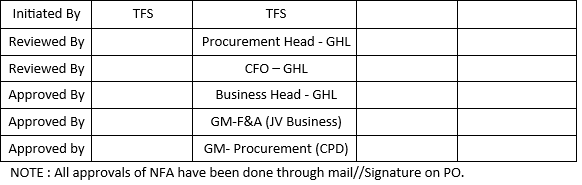 Initiated By TFS TFS
Reviewed By Procurement Head - GHL
Reviewed By CFO – GHL
Approved By Business Head - GHL
Approved By GM-F&A (JV Business)
Approved by GM- Procurement (CPD)
NOTE : All approvals of NFA have been done through mail//Signature on PO.